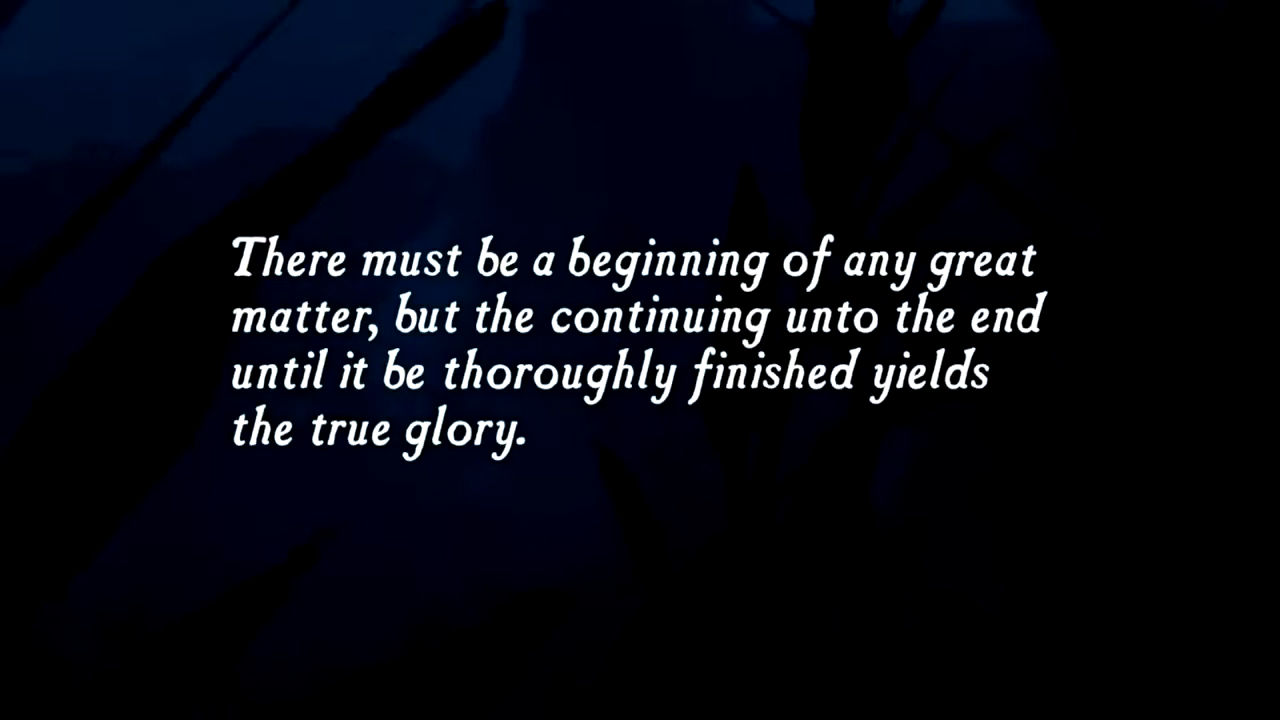 There must be a beginning of any great
matter, but the continuing unto the end
until it be thoroughly finished yields
the true glory.